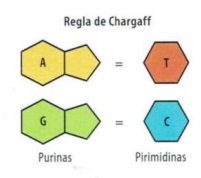 Regla de Chargaff
A = T
G = C
Purinas Pirimidinas